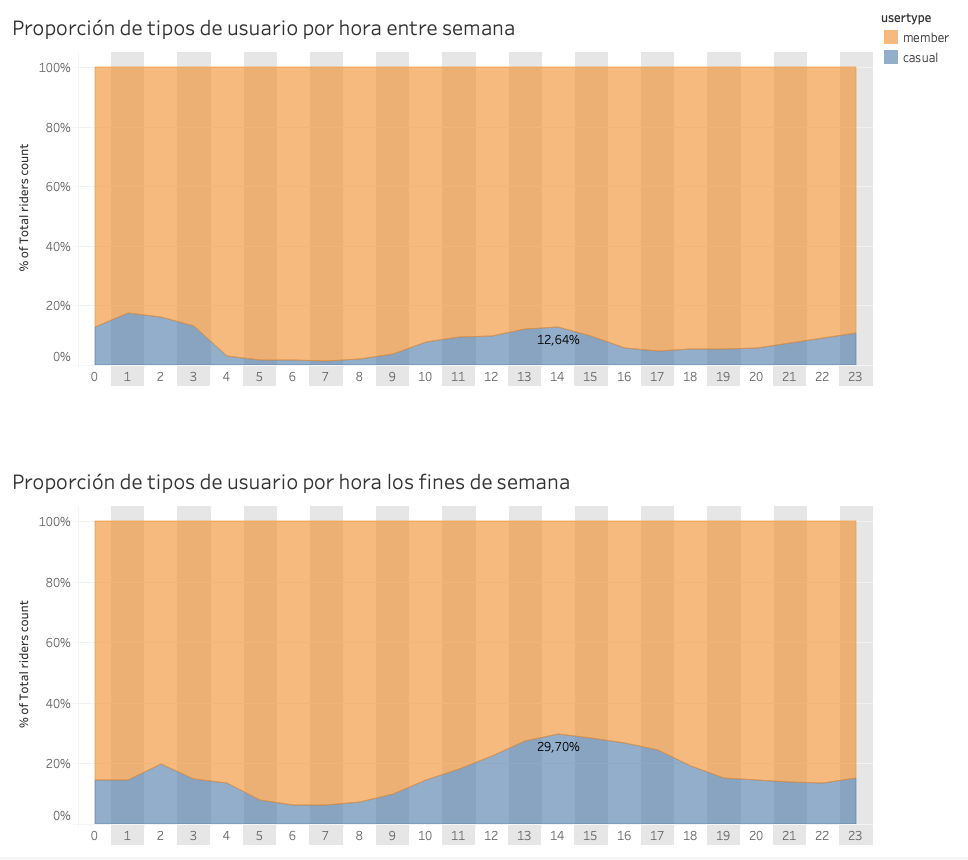 Proporción de tipos de usuario por hora entre semana
usertype
member
casual
% of Total riders count
100%
80%
60%
40%
20%
0%
12,64%
0 1 2 3 4 5 6 7 8 9 10 11 12 13 14 15 16 17 18 19 20 21 22 23
Proporción de tipos de usuario por hora los fines de semana
% of Total riders count
100%
80%
60%
40%
20%
0%
29,70%
0 1 2 3 4 5 6 7 8 9 10 11 12 13 14 15 16 17 18 19 20 21 22 23